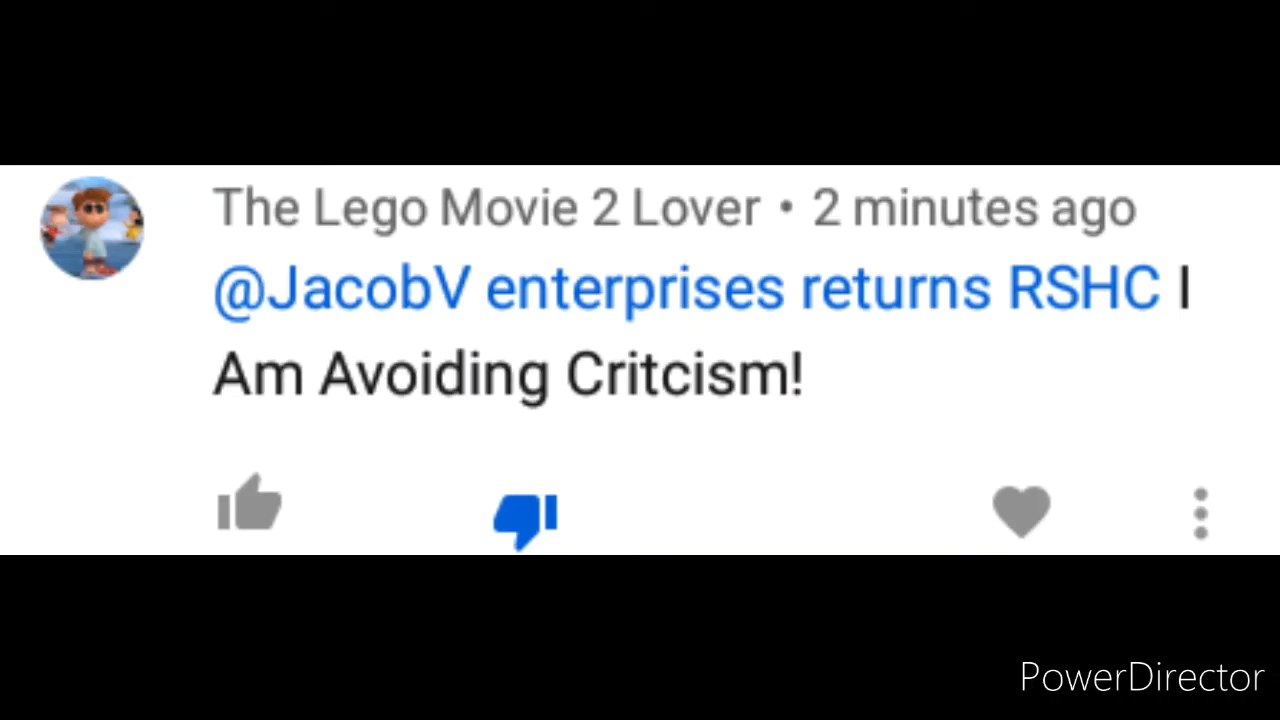 The Lego Movie 2 Lover • 2 minutes ago
@JacobV enterprises returns RSHC I
Am Avoiding Critcism!
PowerDirector